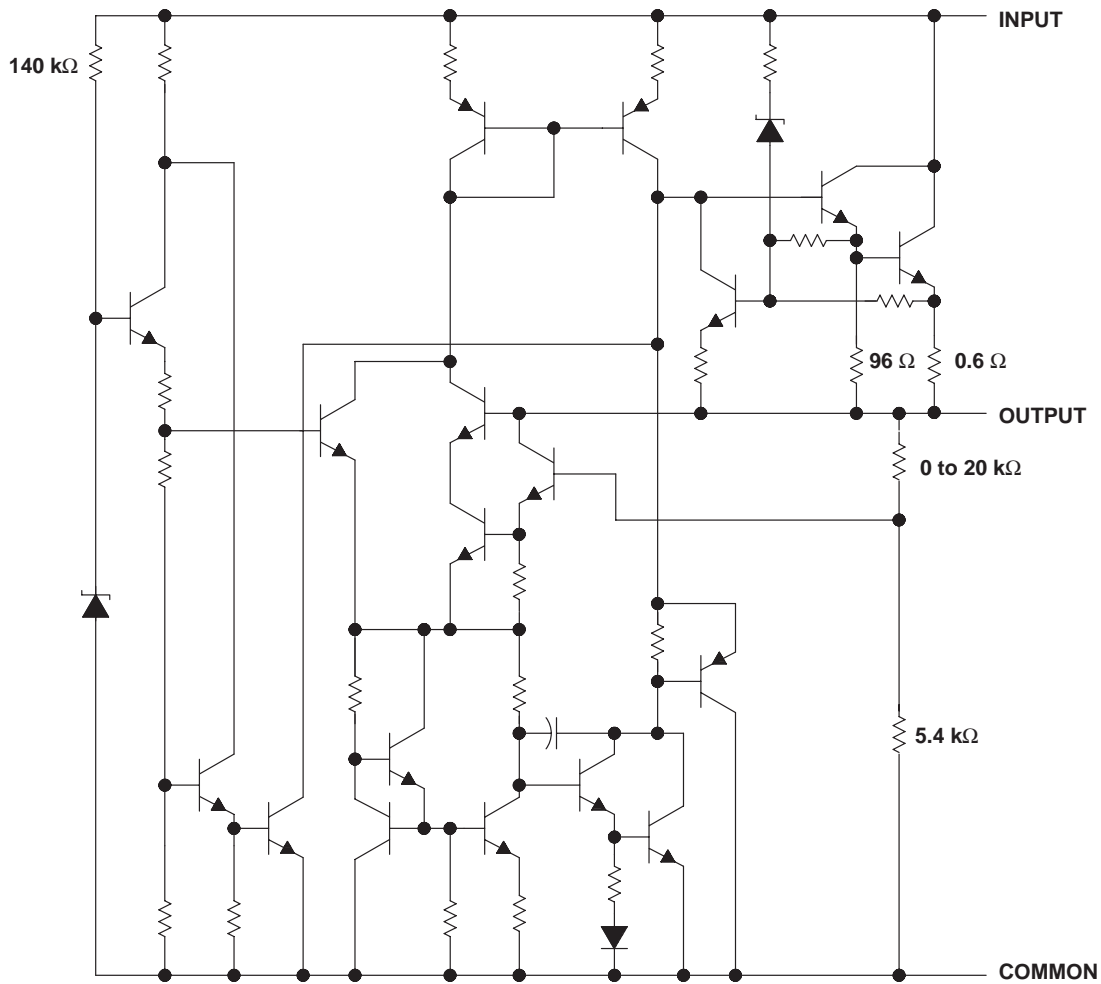 INPUT
140 kΩ
96 Ω
0.6 Ω
OUTPUT
0 to 20 kΩ
5.4 kΩ
COMMON